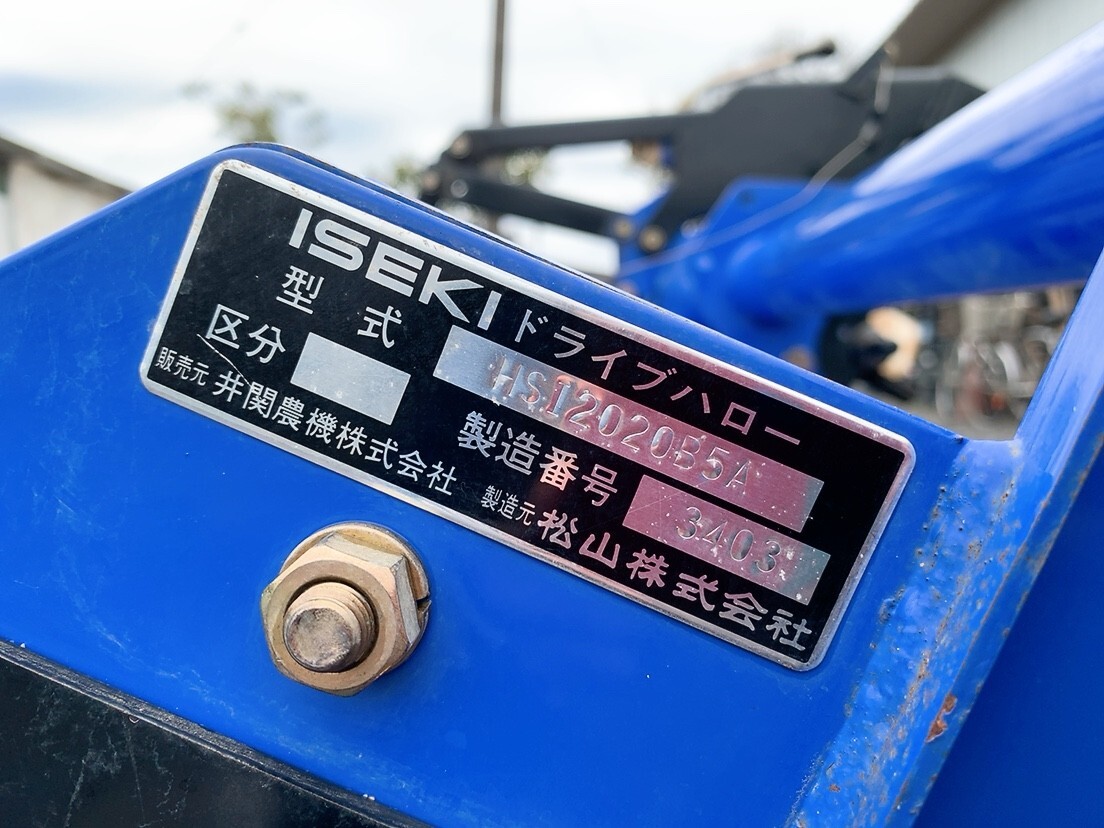 ISEKI ドライブハロー
型式 HS12020B5A
区分 製造番号 3403
販売元 井関農機株式会社 製造元 松山株式会社